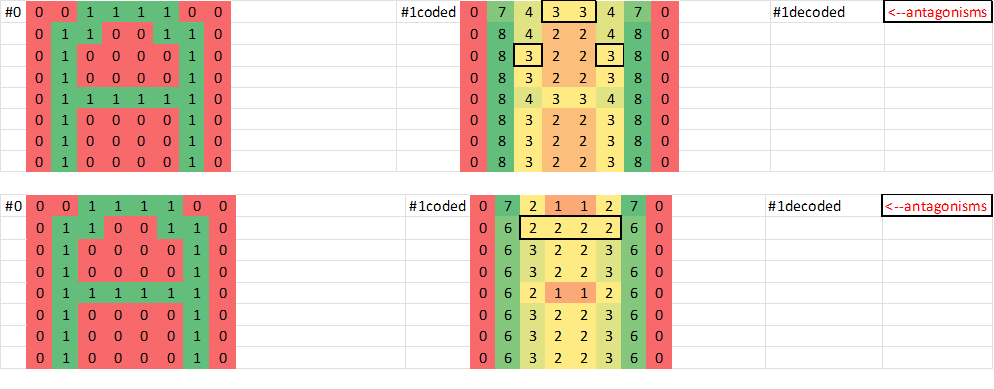 #0 0 0 1 1 1 1 0 0 #1coded 0 7 4 3 3 4 7 0 #1decoded <--antagonisms
0 1 1 0 0 1 1 0 0 8 4 2 2 4 8 0
0 1 0 0 0 0 1 0 0 8 3 2 2 3 8 0
0 1 0 0 0 0 1 0 0 8 3 2 2 3 8 0
0 1 1 1 1 1 1 0 0 8 4 3 3 4 8 0
0 1 0 0 0 0 1 0 0 8 3 2 2 3 8 0
0 1 0 0 0 0 1 0 0 8 3 2 2 3 8 0
0 1 0 0 0 0 1 0 0 8 3 2 2 3 8 0
#0 0 0 1 1 1 1 0 0 #1coded 0 7 2 1 1 2 7 0 #1decoded <--antagonisms
0 1 1 0 0 1 1 0 0 6 2 2 2 2 6 0
0 1 0 0 0 0 1 0 0 6 3 2 2 3 6 0
0 1 0 0 0 0 1 0 0 6 3 2 2 3 6 0
0 1 1 1 1 1 1 0 0 6 2 1 1 2 6 0
0 1 0 0 0 0 1 0 0 6 3 2 2 3 6 0
0 1 0 0 0 0 1 0 0 6 3 2 2 3 6 0
0 1 0 0 0 0 1 0 0 6 3 2 2 3 6 0